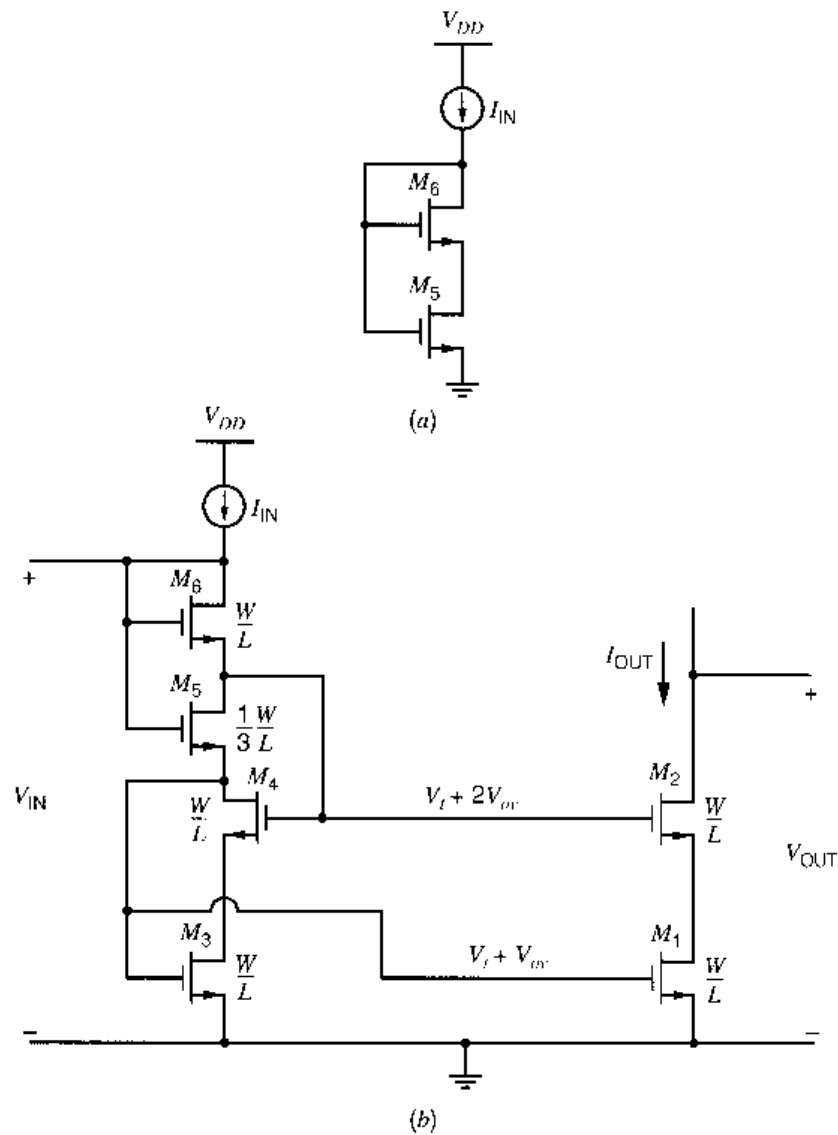 V_DD
I_IN
M_6
M_5
(a)
V_DD
I_IN
+
M_6
W/L
I_OUT
M_5
+
1/3 W/L
M_4
M_2
V_IN
W/L
V_t + 2V_ov
W/L
V_OUT
M_3
M_1
W/L
V_t + V_ov
W/L
–
–
(b)